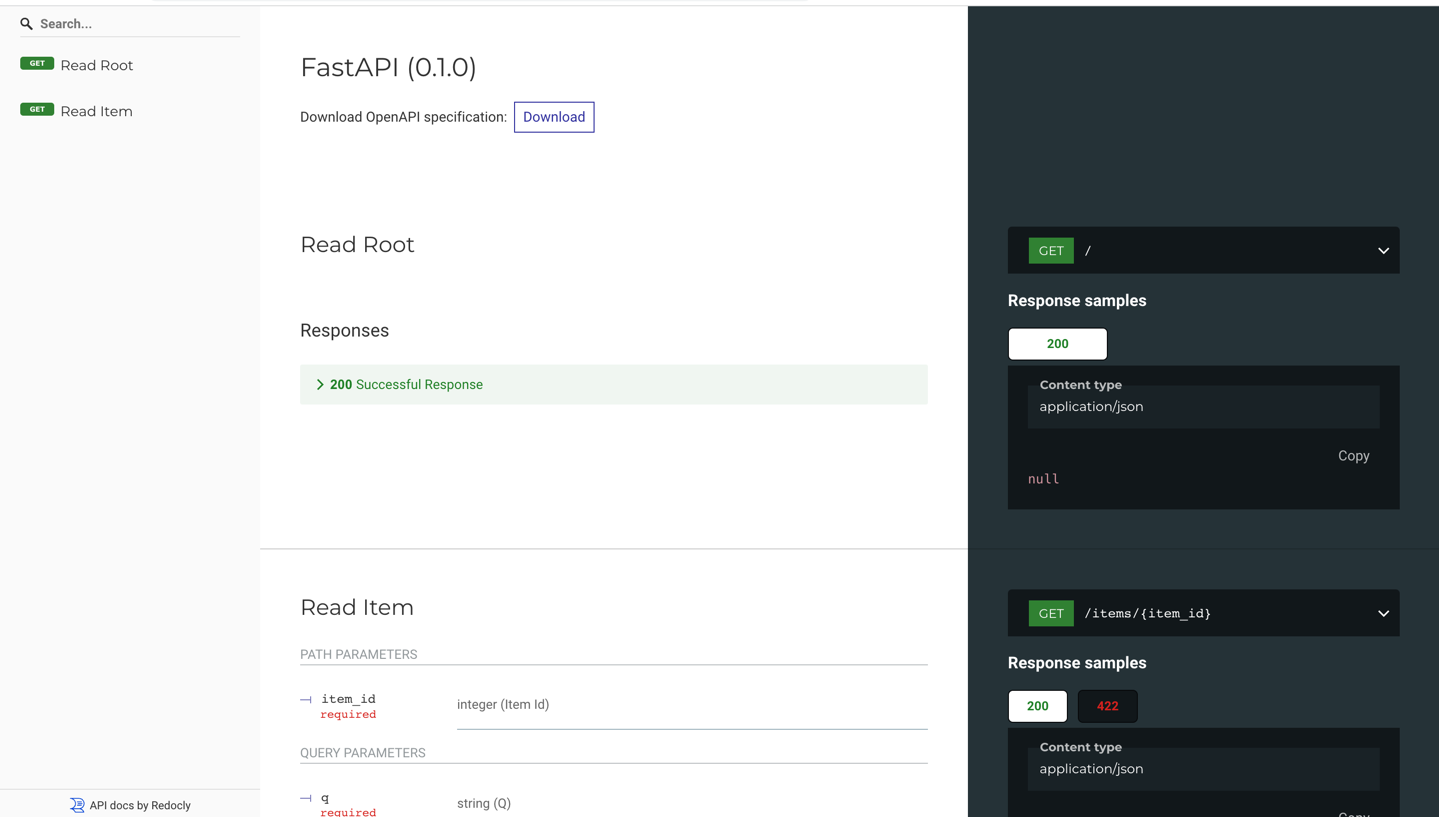 Search...
GET Read Root
GET Read Item
API docs by Redocly
FastAPI (0.1.0)
Download OpenAPI specification: Download
Read Root
Responses
200 Successful Response
GET /
Response samples
200
Content type
application/json
Copy
null
Read Item
PATH PARAMETERS
item_id
required
integer (Item Id)
QUERY PARAMETERS
q
required
string (Q)
GET /items/{item_id}
Response samples
200 422
Content type
application/json
Copy